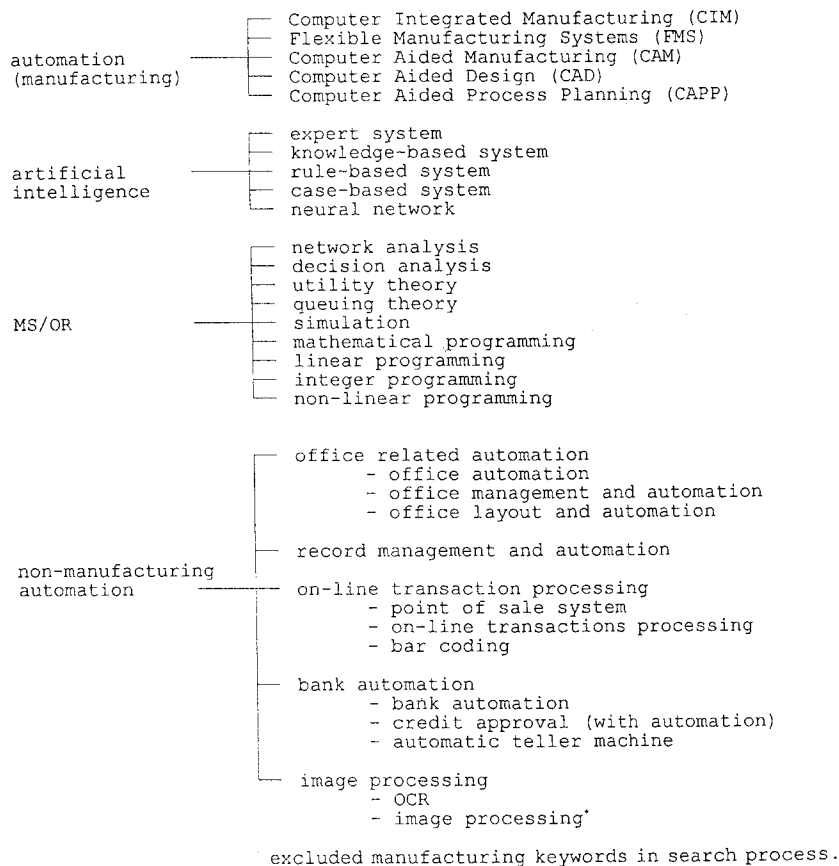 Computer Integrated Manufacturing (CIM)
Flexible Manufacturing Systems (FMS)
automation
(manufacturing)
Computer Aided Manufacturing (CAM)
Computer Aided Design (CAD)
Computer Aided Process Planning (CAPP)
expert system
knowledge-based system
artificial
intelligence
rule-based system
case-based system
neural network
network analysis
decision analysis
utility theory
queuing theory
MS/OR
simulation
mathematical programming
linear programming
integer programming
non-linear programming
office related automation
- office automation
- office management and automation
- office layout and automation
record management and automation
non-manufacturing
automation
on-line transaction processing
- point of sale system
- on-line transactions processing
- bar coding
bank automation
- bank automation
- credit approval (with automation)
- automatic teller machine
image processing
- OCR
- image processing*
excluded manufacturing keywords in search process.